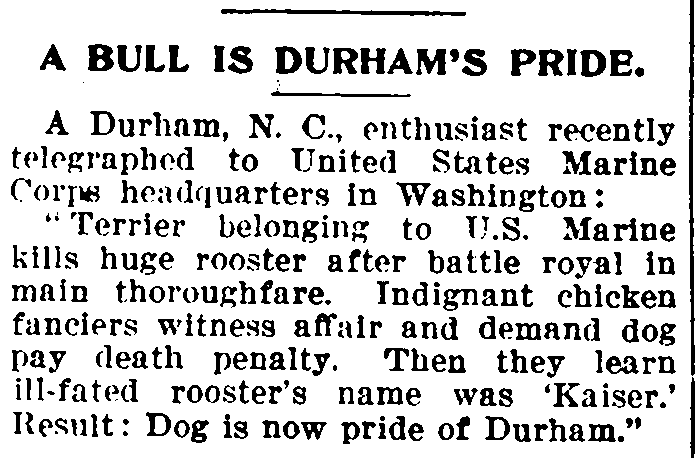 A BULL IS DURHAM'S PRIDE.
A Durham, N. C., enthusiast recently
telegraphed to United States Marine
Corps headquarters in Washington:
"Terrier belonging to U.S. Marine
kills huge rooster after battle royal in
main thoroughfare. Indignant chicken
fanciers witness affair and demand dog
pay death penalty. Then they learn
ill-fated rooster's name was 'Kaiser.'
Result: Dog is now pride of Durham."